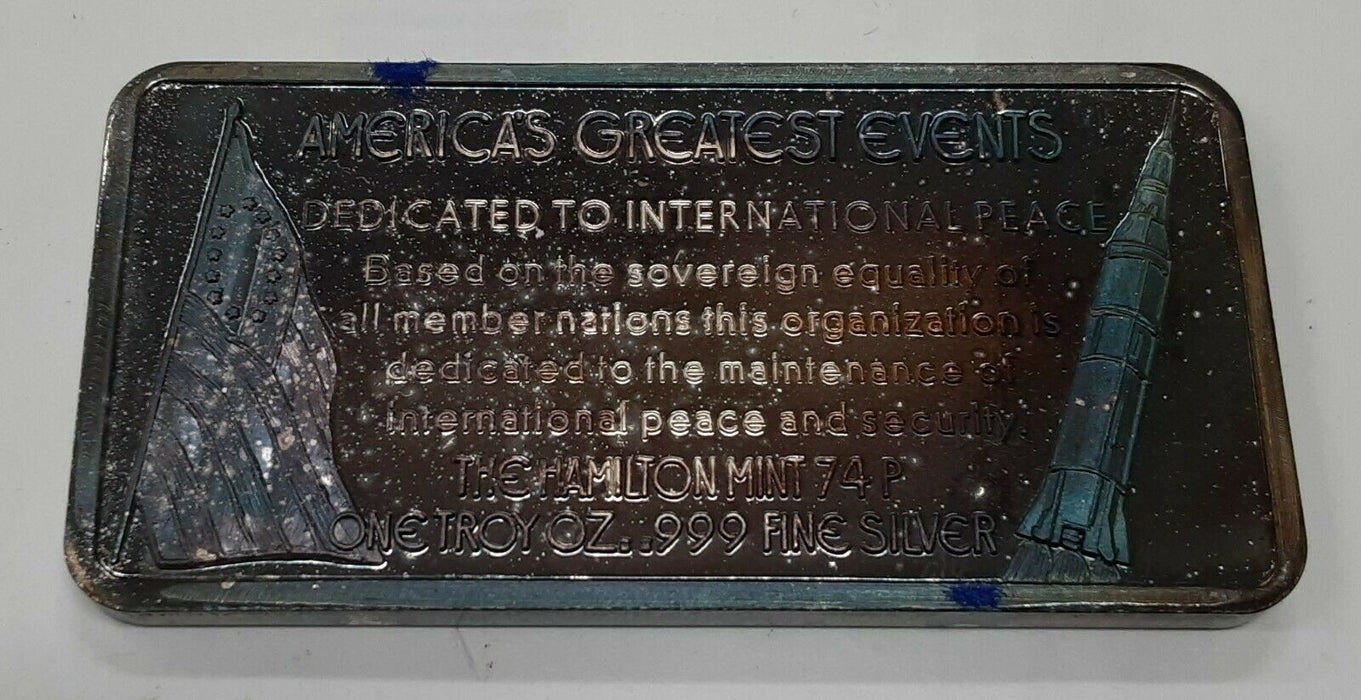 AMERICA'S GREATEST EVENTS
DEDICATED TO INTERNATIONAL PEACE
Based on the sovereign equality of
all member nations this organization is
dedicated to the maintenance of
international peace and security.
THE HAMILTON MINT 74 P
ONE TROY OZ. .999 FINE SILVER